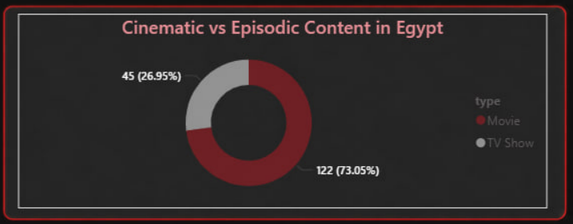 Cinematic vs Episodic Content in Egypt
45 (26.95%)
type
Movie
TV Show
122 (73.05%)